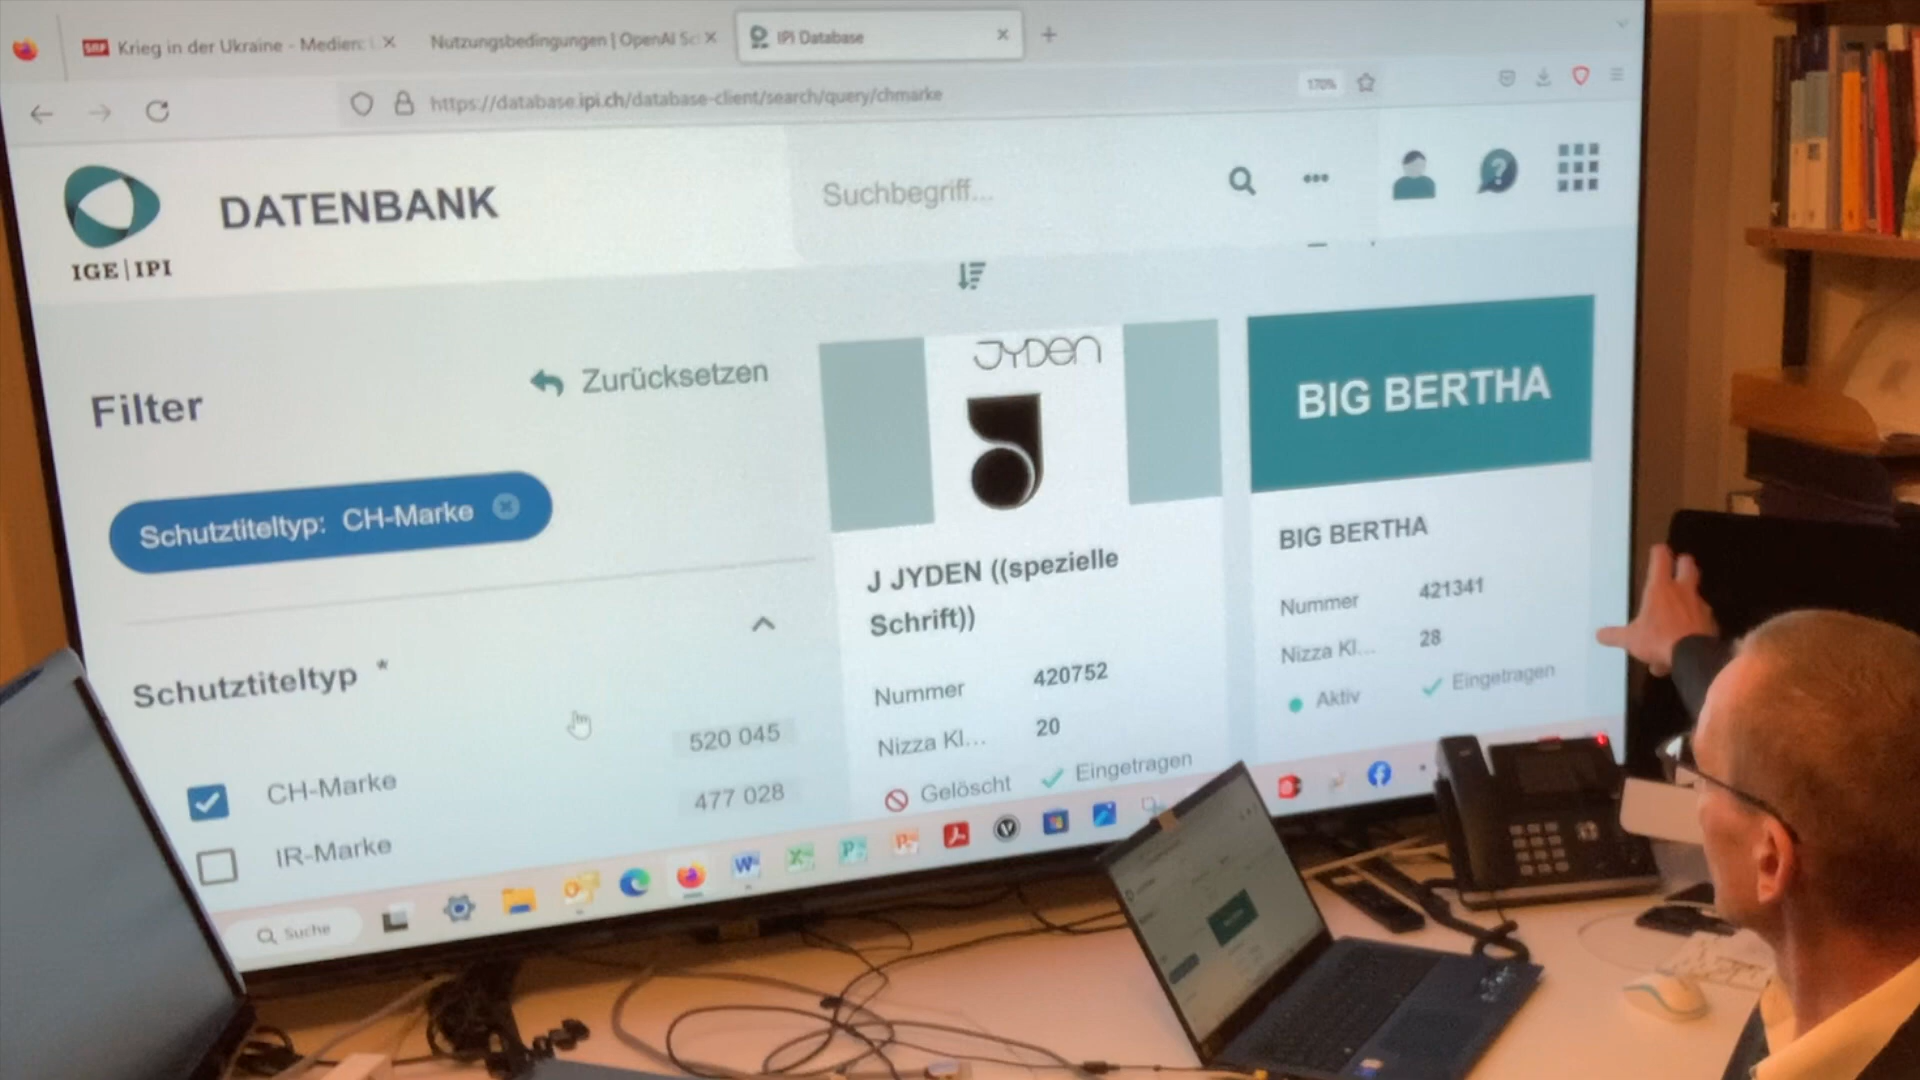 Krieg in der Ukraine - Medien:
Nutzungsbedingungen | OpenAI Sc
IPI Database
https://database.ipi.ch/database-client/search/query/chmarke
170%
IGE|IPI
DATENBANK
Suchbegriff...
Filter
Zurücksetzen
Schutztiteltyp: CH-Marke
Schutztiteltyp *
520 045
CH-Marke
477 028
IR-Marke
JYDEN
J JYDEN ((spezielle
Schrift))
Nummer 420752
Nizza Kl... 20
Gelöscht Eingetragen
BIG BERTHA
BIG BERTHA
Nummer 421341
Nizza Kl... 28
Aktiv Eingetragen
Suche